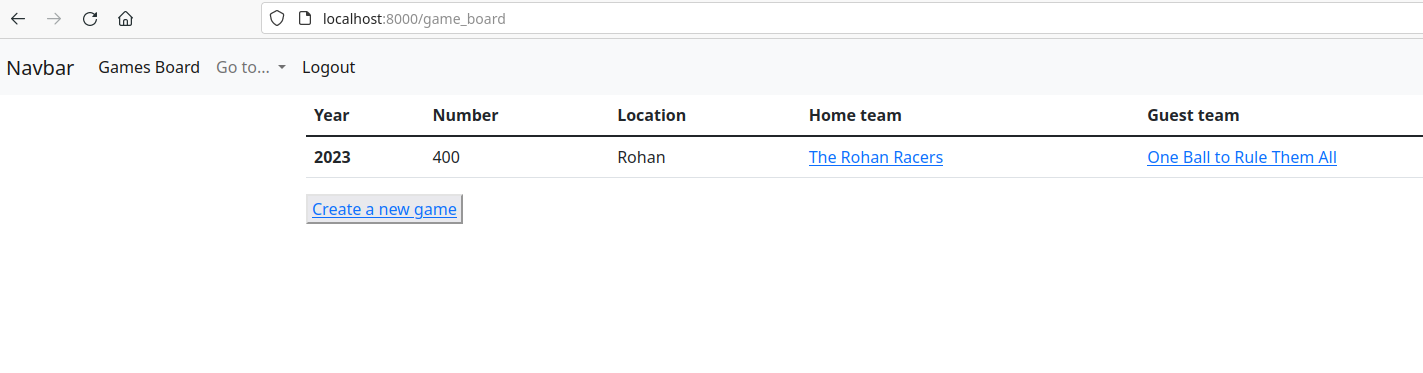 localhost:8000/game_board
Navbar Games Board Go to... Logout
Year Number Location Home team Guest team
2023 400 Rohan The Rohan Racers One Ball to Rule Them All
Create a new game